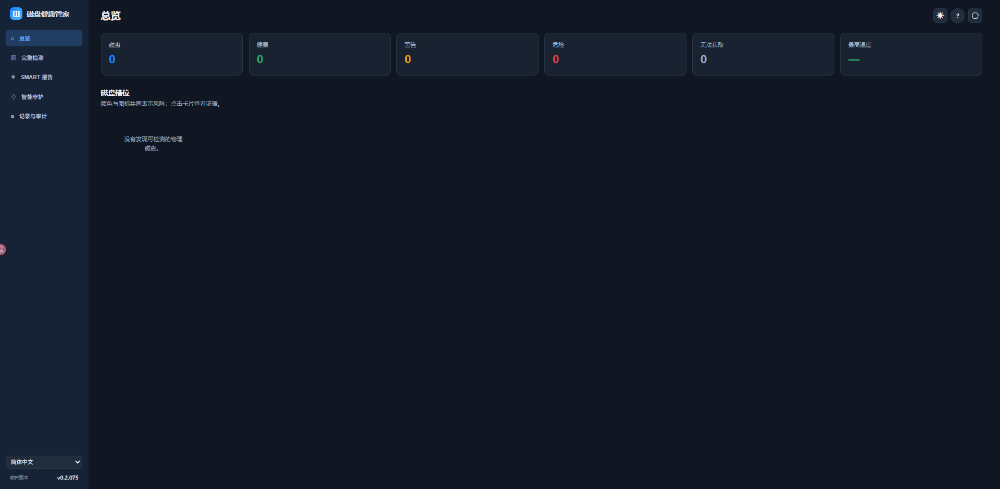 磁盘健康管家
总览
完整检测
SMART 报告
智能守护
记录与审计
简体中文
软件版本 v0.2.075
总览
?
磁盘
0
健康
0
警告
0
危险
0
无法获取
0
最高温度
—
磁盘槽位
颜色与图标共同表示风险；点击卡片查看证据。
没有发现可检测的物理
磁盘。